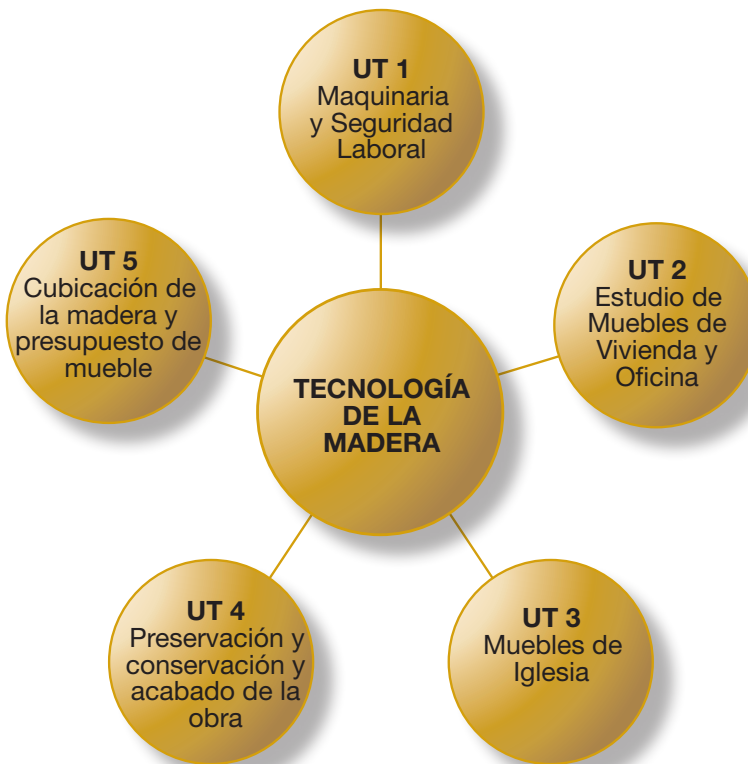 UT 1
Maquinaria
y Seguridad
Laboral
UT 5
Cubicación de
la madera y
presupuesto de
mueble
UT 2
Estudio de
Muebles de
Vivienda y
Oficina
TECNOLOGÍA
DE LA
MADERA
UT 4
Preservación y
conservación y
acabado de la
obra
UT 3
Muebles de
Iglesia